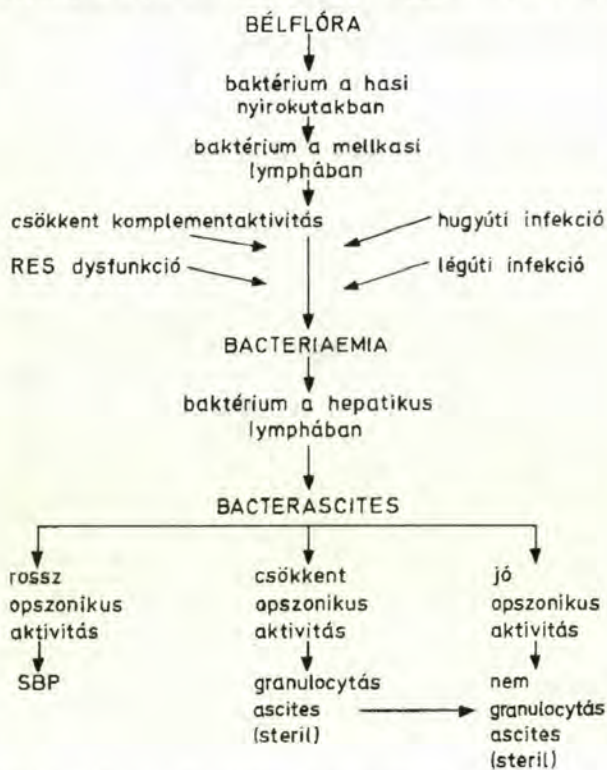 BÉLFLÓRA
baktérium a hasi
nyirokutakban
baktérium a mellkasi
lymphában
csökkent komplementaktivitás
hugyúti infekció
RES dysfunkció
légúti infekció
BACTERIAEMIA
baktérium a hepatikus
lymphában
BACTERASCITES
rossz
opszonikus
aktivitás
SBP
csökkent
opszonikus
aktivitás
granulocytás
ascites
(steril)
jó
opszonikus
aktivitás
nem
granulocytás
ascites
(steril)